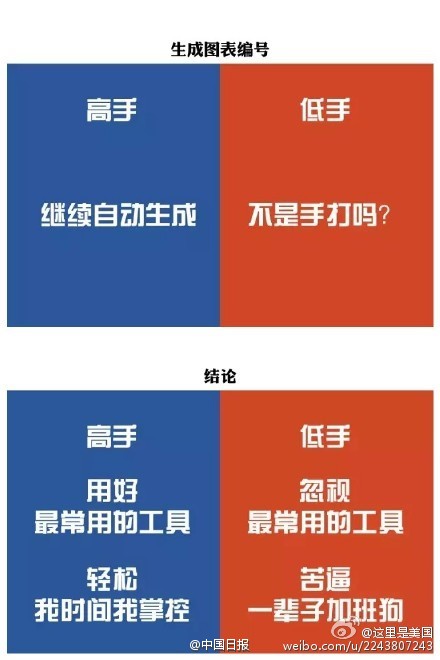 生成图表编号
高手
低手
继续自动生成
不是手打吗?
结论
高手
低手
用好
最常用的工具
忽视
最常用的工具
轻松
我时间我掌控
苦逼
一辈子加班狗
@中国日报
@这里是美国
weibo.com/u/2243807243